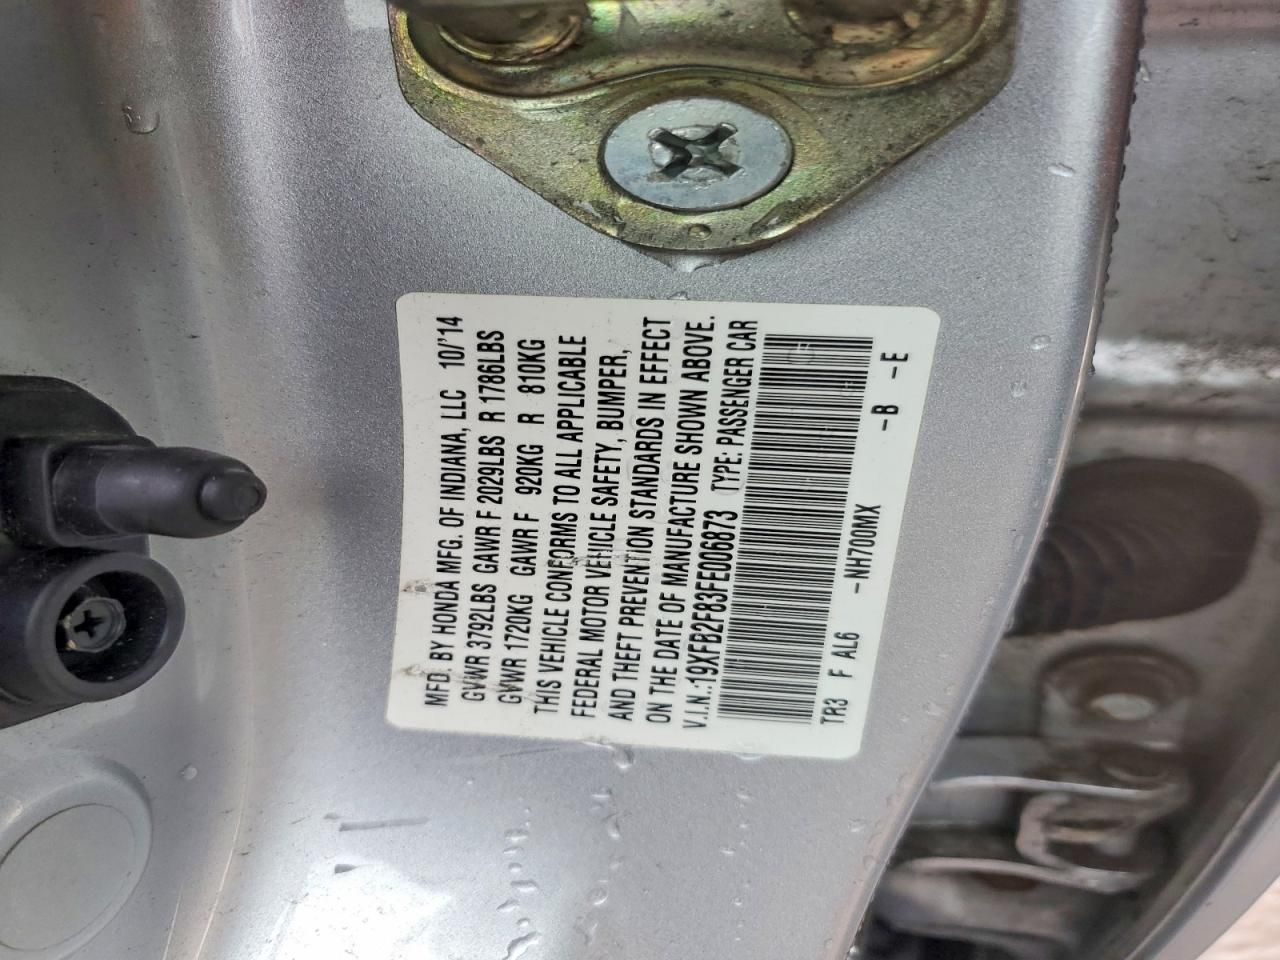 MFD. BY HONDA MFG. OF INDIANA, LLC 10/'14
GVWR 3792LBS GAWR F 2029LBS R 1786LBS
GVWR 1720KG GAWR F 920KG R 810KG
THIS VEHICLE CONFORMS TO ALL APPLICABLE
FEDERAL MOTOR VEHICLE SAFETY, BUMPER,
AND THEFT PREVENTION STANDARDS IN EFFECT
ON THE DATE OF MANUFACTURE SHOWN ABOVE.
V.I.N.:19XFB2F83FE006873 TYPE: PASSENGER CAR
TR3 F AL6 -NH700MX -B -E